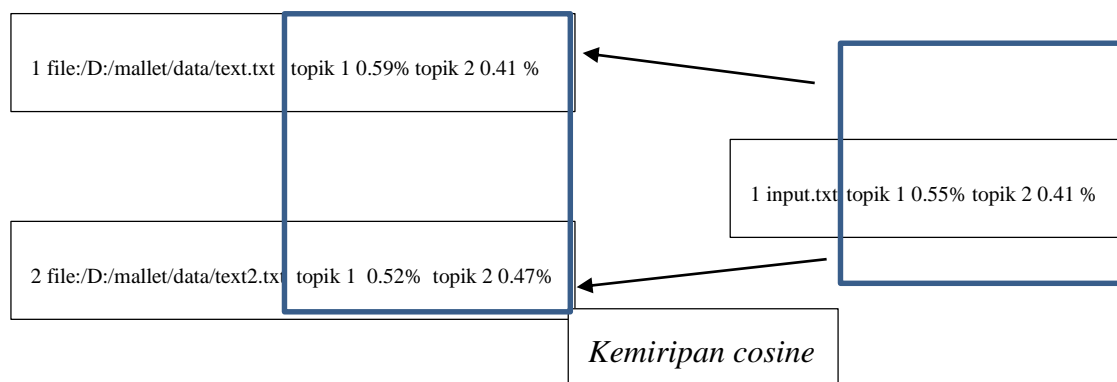 1 file:/D:/mallet/data/text.txt topik 1 0.59% topik 2 0.41 %
1 input.txt topik 1 0.55% topik 2 0.41 %
2 file:/D:/mallet/data/text2.txt topik 1 0.52% topik 2 0.47%
Kemiripan cosine